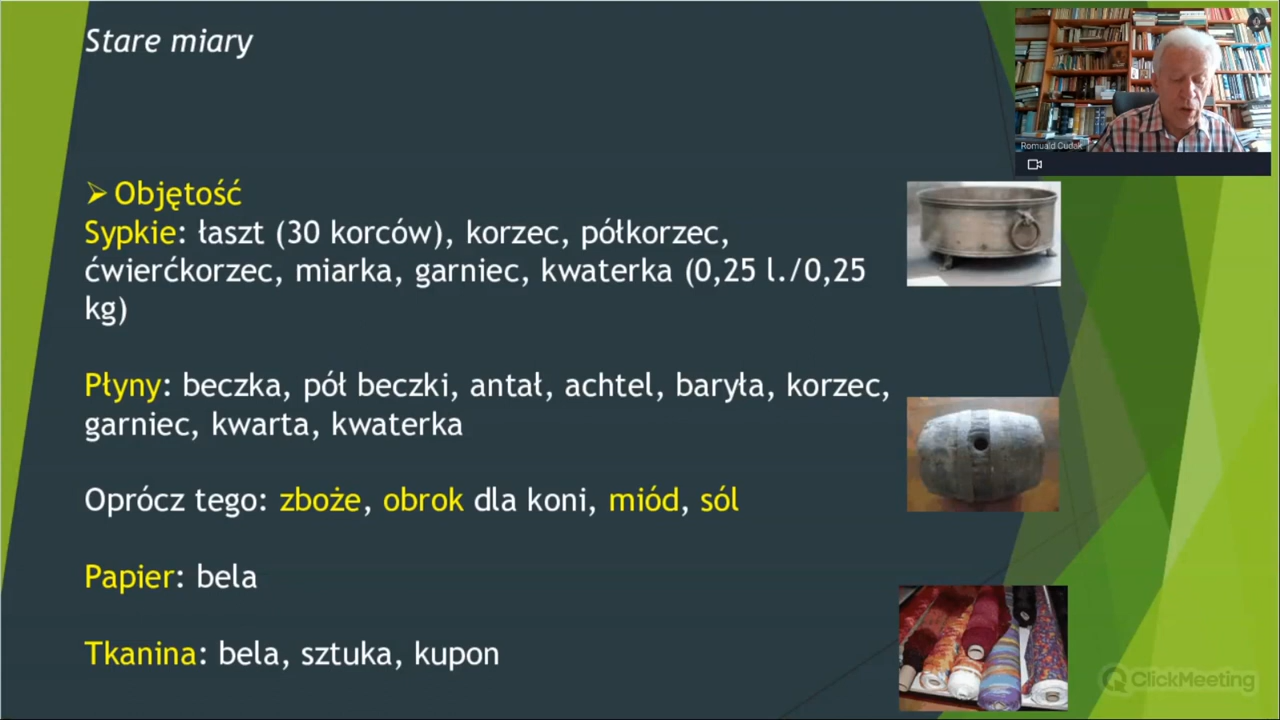 Stare miary
Romuald Cudak
➢ Objętość
Sypkie: łaszt (30 korców), korzec, półkorzec,
ćwierćkorzec, miarka, garniec, kwaterka (0,25 l./0,25
kg)
Płyny: beczka, pół beczki, antał, achtel, baryła, korzec,
garniec, kwarta, kwaterka
Oprócz tego: zboże, obrok dla koni, miód, sól
Papier: bela
Tkanina: bela, sztuka, kupon
ClickMeeting